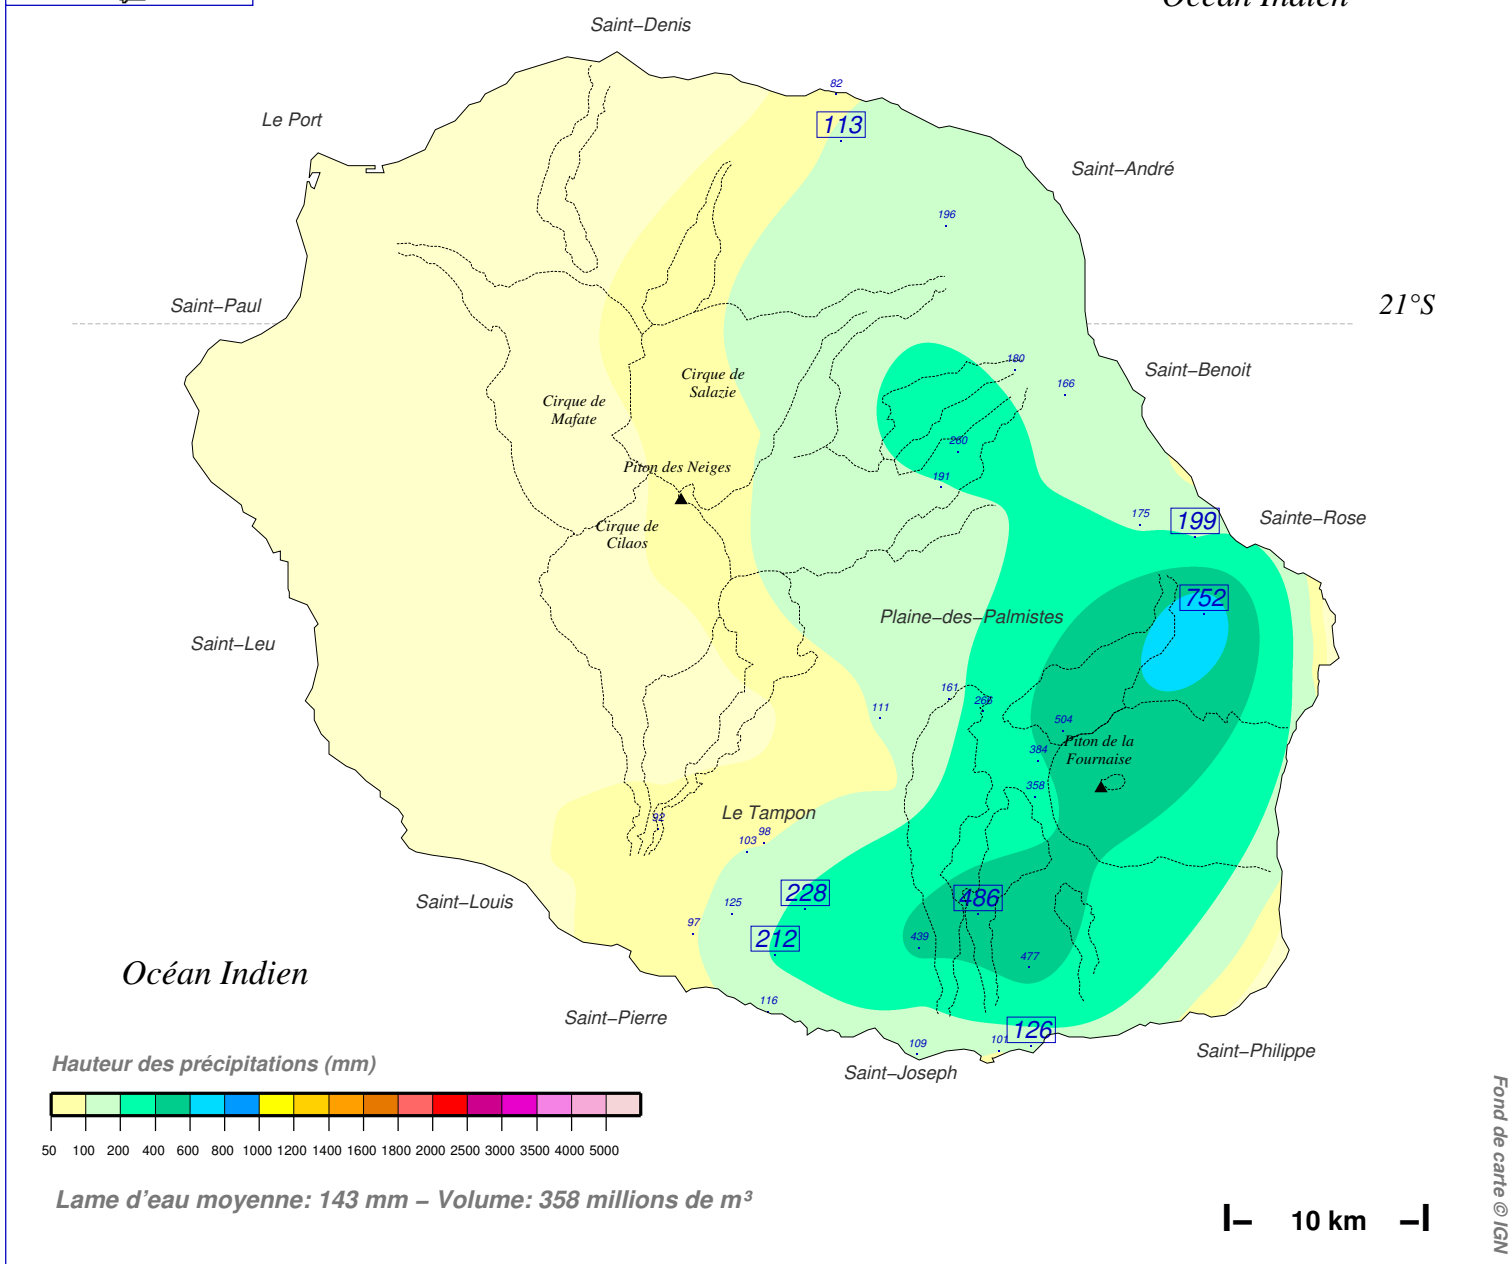 Océan Indien
Saint−Denis
82
Le Port
113
Saint−André
196
Saint−Paul
21°S
180
Saint−Benoit
Cirque de
Salazie
166
Cirque de
Mafate
260
Piton des Neiges
191
175
199
Sainte−Rose
Cirque de
Cilaos
752
Plaine−des−Palmistes
Saint−Leu
161
266
111
504
Piton de la
Fournaise
384
358
92
Le Tampon
98
103
228
486
Saint−Louis
125
97
212
439
477
Océan Indien
116
Saint−Pierre
126
101
109
Saint−Philippe
Saint−Joseph
Hauteur des précipitations (mm)
50 100 200 400 600 800 1000 1200 1400 1600 1800 2000 2500 3000 3500 4000 5000
Lame d'eau moyenne: 143 mm − Volume: 358 millions de m³
10 km
Fond de carte © IGN